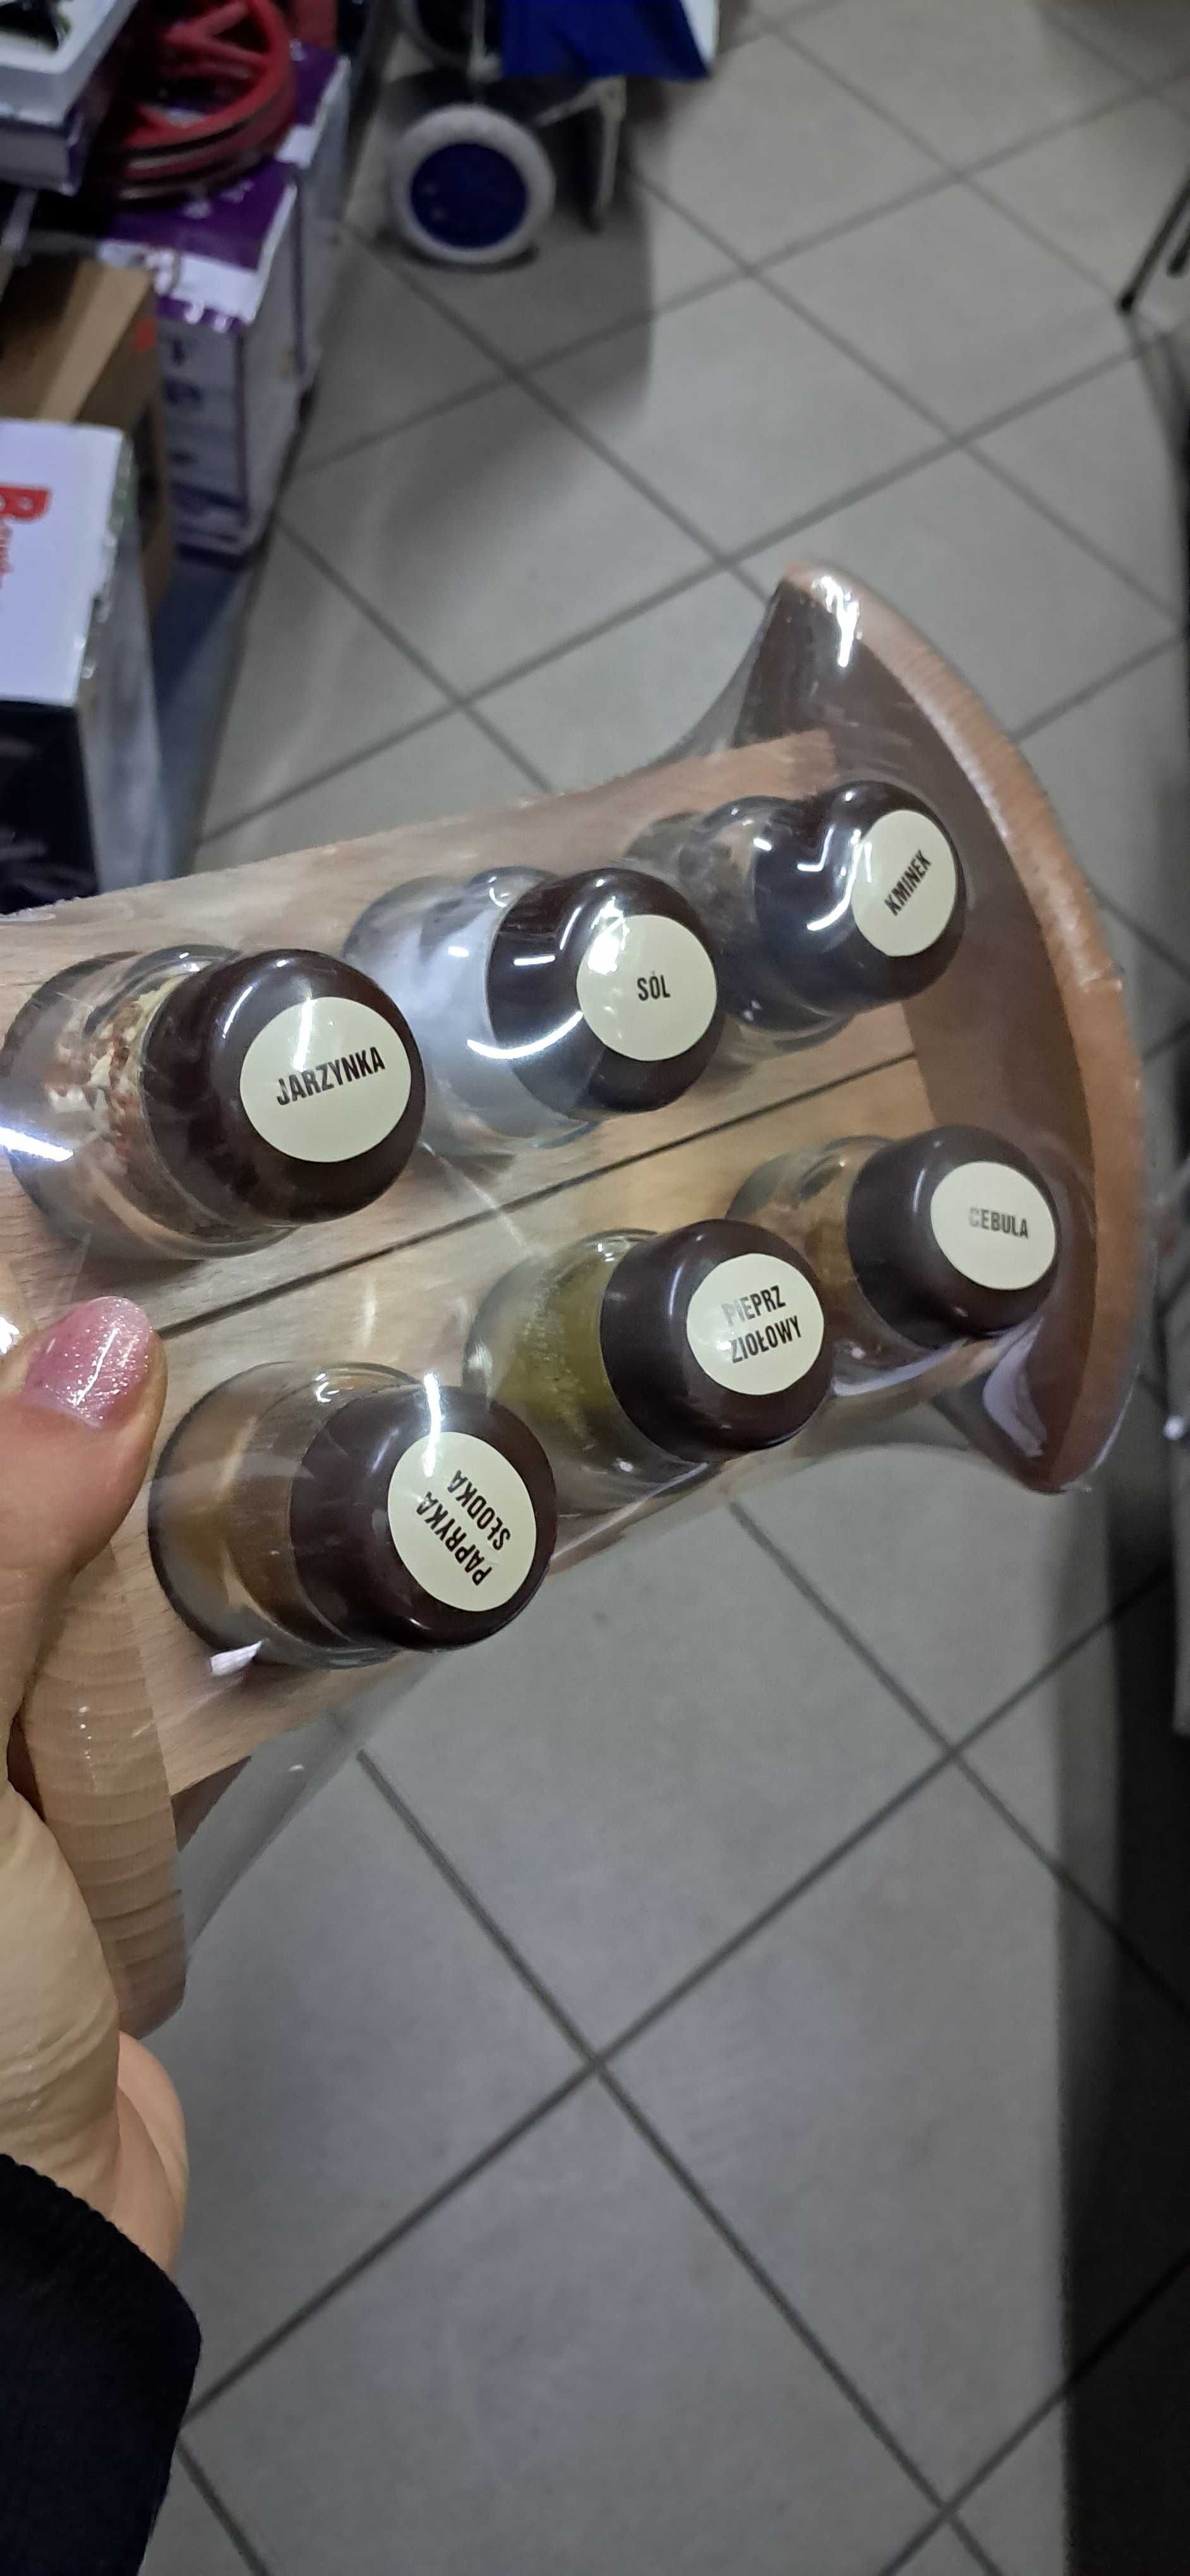 JARZYNKA
SÓL
KMINEK
PAPRYKA
SŁODKA
PIEPRZ
ZIOŁOWY
CEBULA